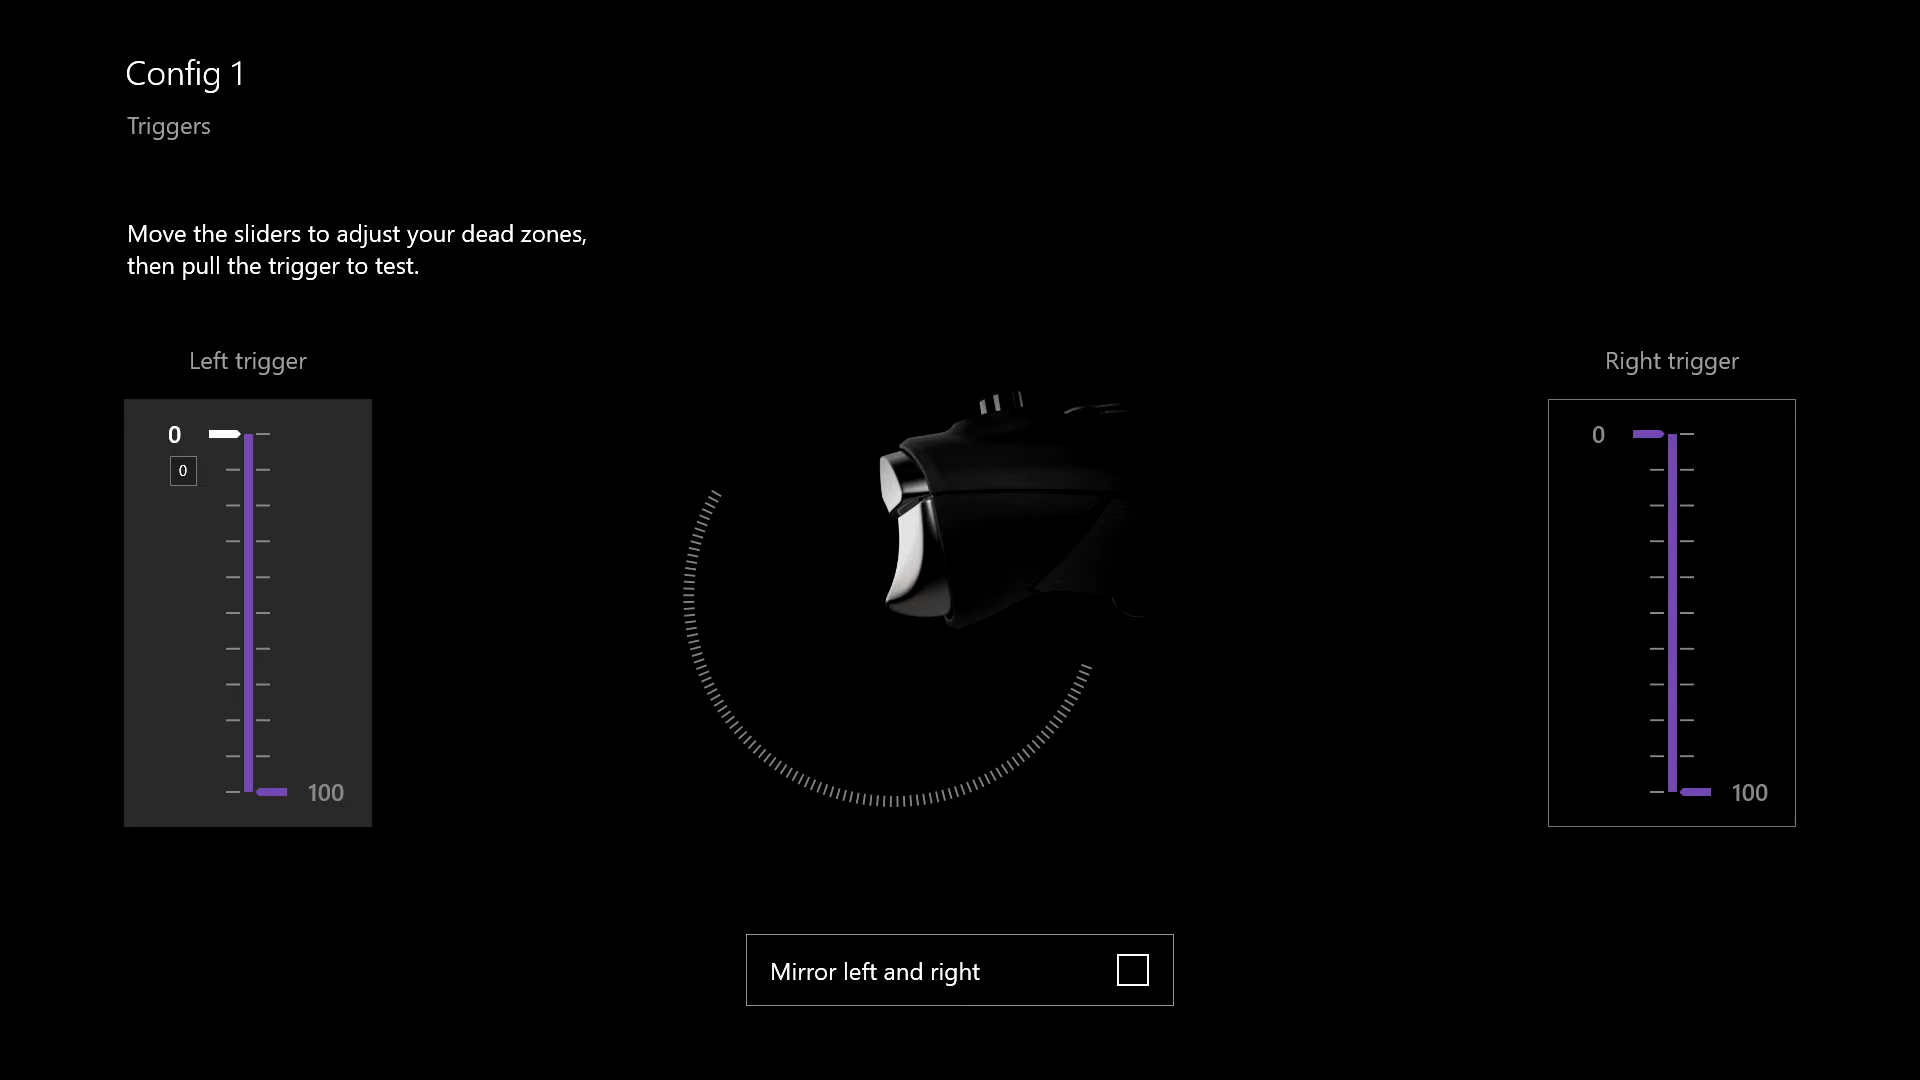 Config 1
Triggers
Move the sliders to adjust your dead zones,
then pull the trigger to test.
Left trigger
0
0
100
Right trigger
0
100
Mirror left and right